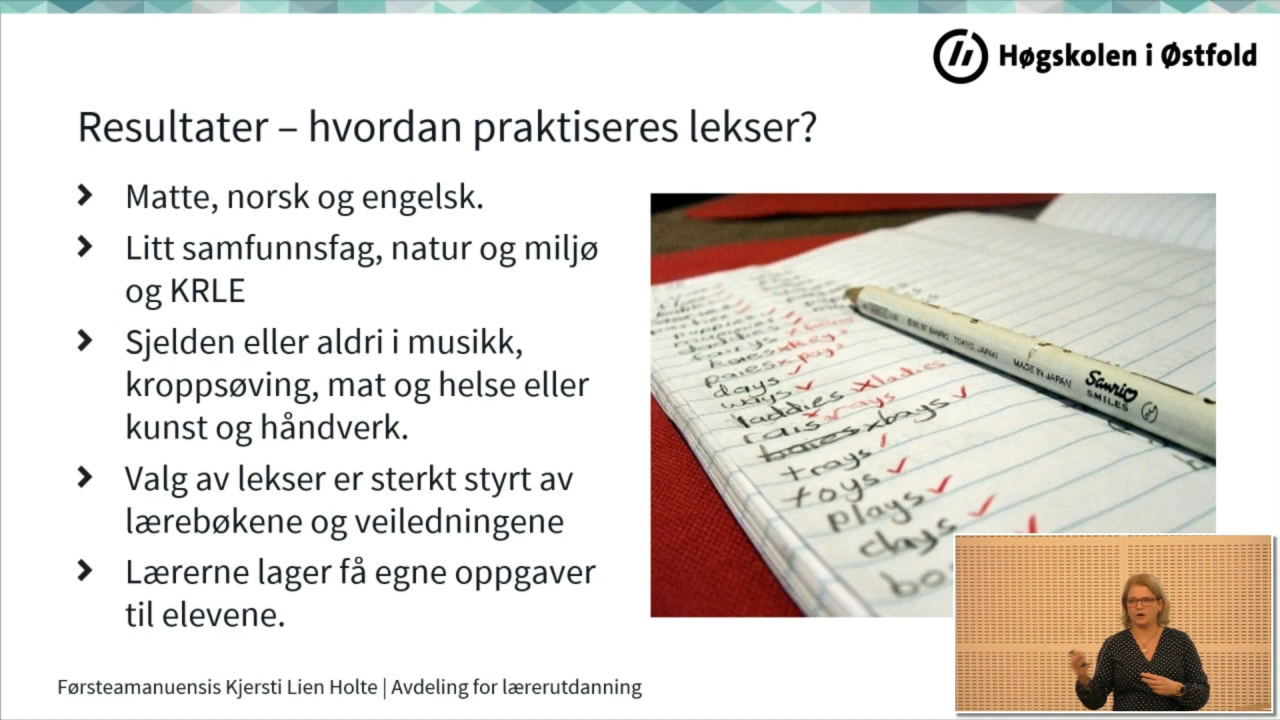 Høgskolen i Østfold
Resultater – hvordan praktiseres lekser?
Matte, norsk og engelsk.
Litt samfunnsfag, natur og miljø
og KRLE
Sjelden eller aldri i musikk,
kroppsøving, mat og helse eller
kunst og håndverk.
Valg av lekser er sterkt styrt av
lærebøkene og veiledningene
Lærerne lager få egne oppgaver
til elevene.
days
ways
laddies x ladies
bays
trays
toys
plays
clays
MADE IN JAPAN
Sanrio
SMILES
Førsteamanuensis Kjersti Lien Holte | Avdeling for lærerutdanning